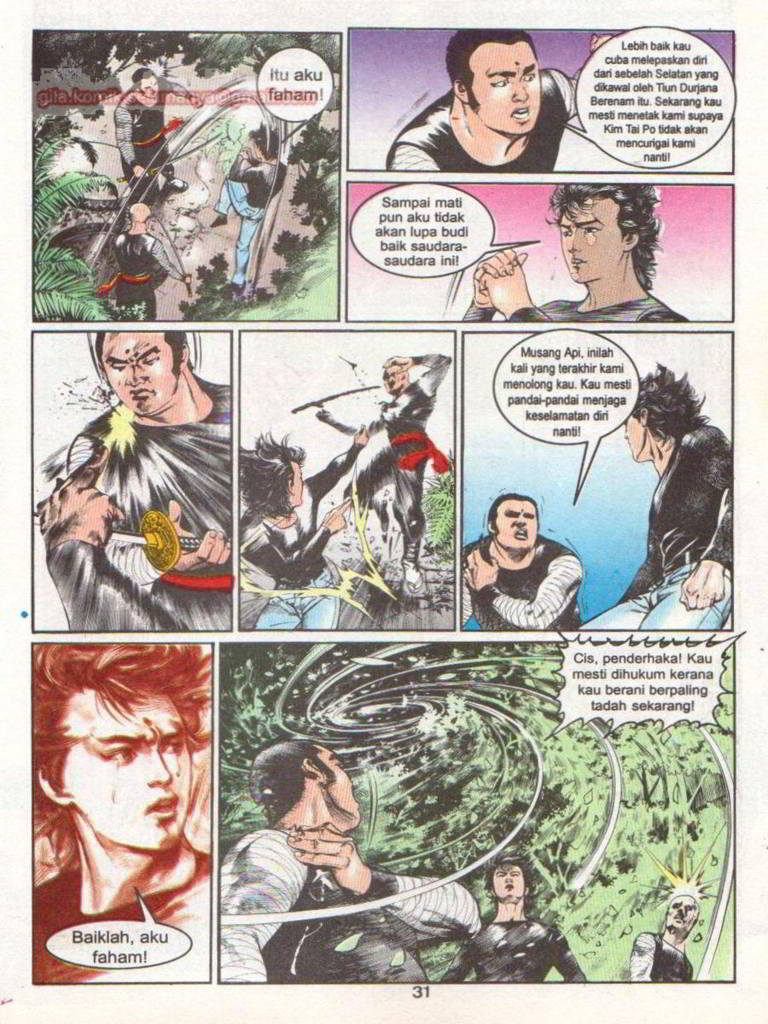 Itu aku
faham!
Lebih baik kau
cuba melepaskan diri
dari sebelah Selatan yang
dikawal oleh Tiun Durjana
Berenam itu. Sekarang kau
mesti menetak kami supaya
Kim Tai Po tidak akan
mencurigai kami
nanti!
Sampai mati
pun aku tidak
akan lupa budi
baik saudara-
saudara ini!
Musang Api, inilah
kali yang terakhir kami
menolong kau. Kau mesti
pandai-pandai menjaga
keselamatan diri
nanti!
Baiklah, aku
faham!
Cis, penderhaka! Kau
mesti dihukum kerana
kau berani berpaling
tadah sekarang!
31